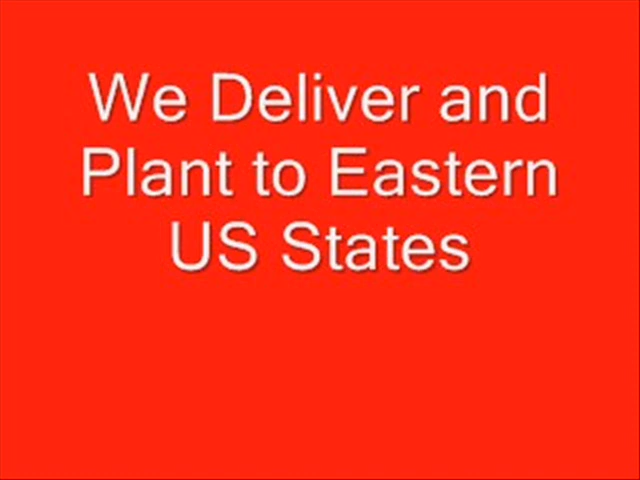 We Deliver and
Plant to Eastern
US States